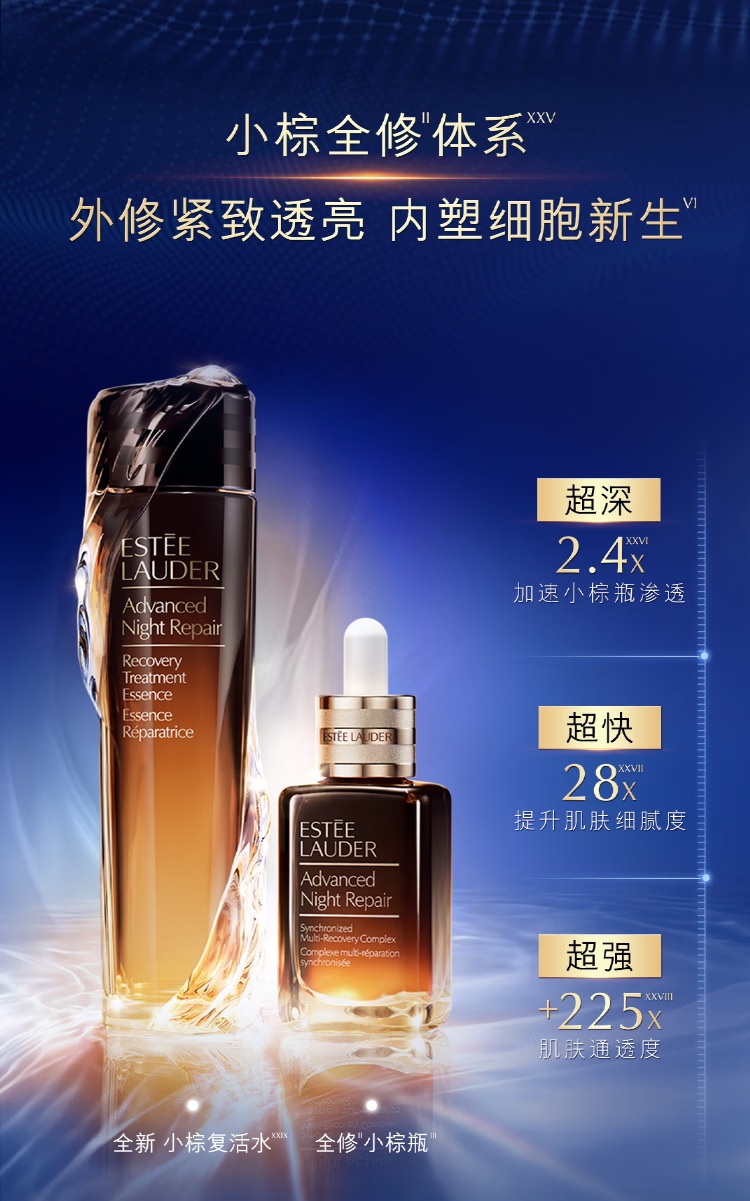 小棕全修II体系XXV
外修紧致透亮 内塑细胞新生VI
ESTĒE
LAUDER
Advanced
Night Repair
Recovery
Treatment
Essence
Essence
Réparatrice
ESTĒE LAUDER
ESTĒE
LAUDER
Advanced
Night Repair
Synchronized
Multi-Recovery Complex
Complexe multi-réparation
synchronisée
超深
2.4XXVIX
加速小棕瓶渗透
超快
28XXVIIX
提升肌肤细腻度
超强
+225XXVIIIX
肌肤通透度
全新 小棕复活水XXIX
全修II小棕瓶III